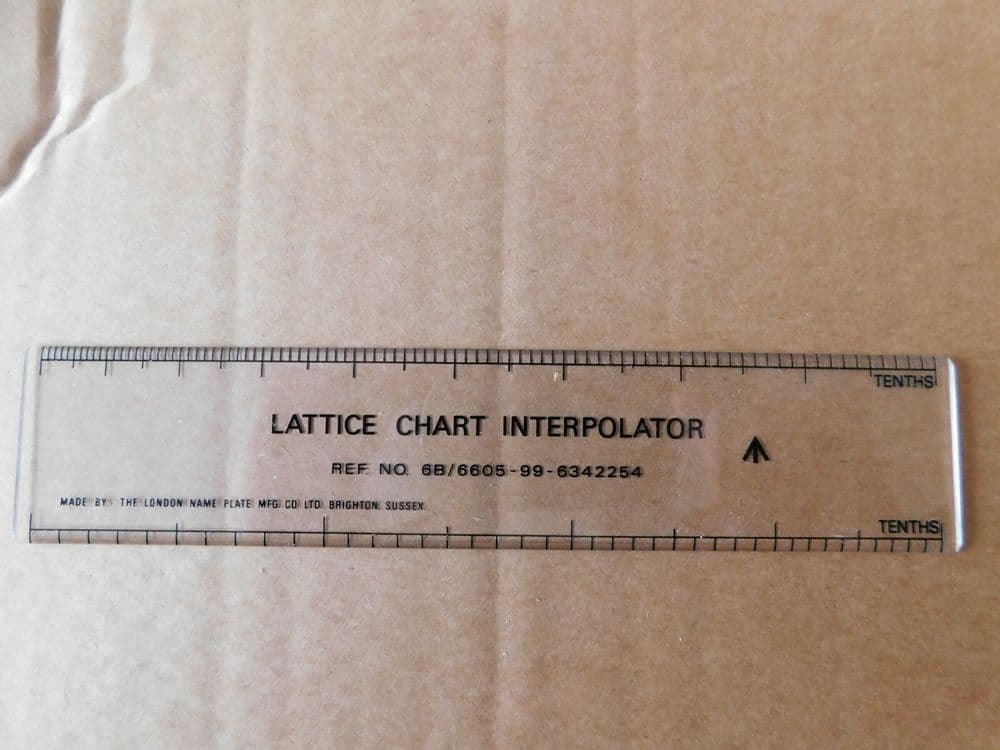 TENTHS
LATTICE CHART INTERPOLATOR
REF. NO. 6B/6605-99-6342254
MADE BY:- THE LONDON NAME PLATE MFG CO LTD BRIGHTON, SUSSEX
TENTHS